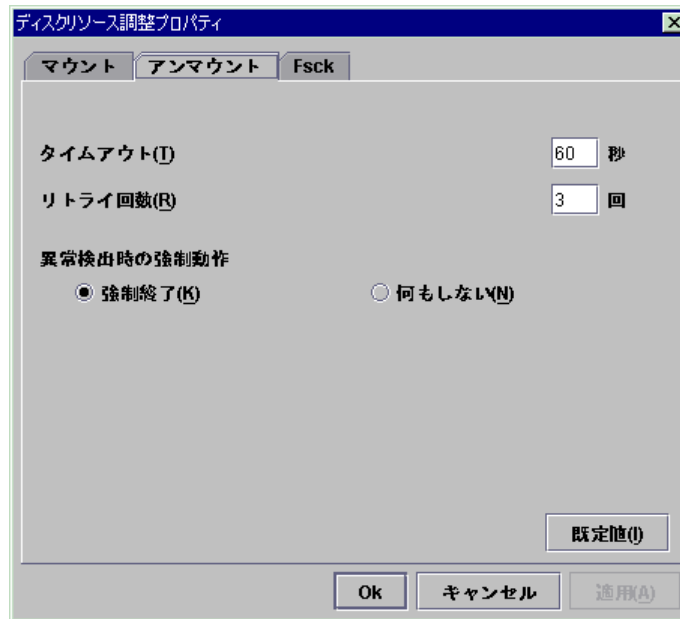 ディスクリソース調整プロパティ
マウント アンマウント Fsck
タイムアウト(T) 60 秒
リトライ回数(R) 3 回
異常検出時の強制動作
強制終了(K) 何もしない(N)
既定値(I)
Ok キャンセル 適用(A)